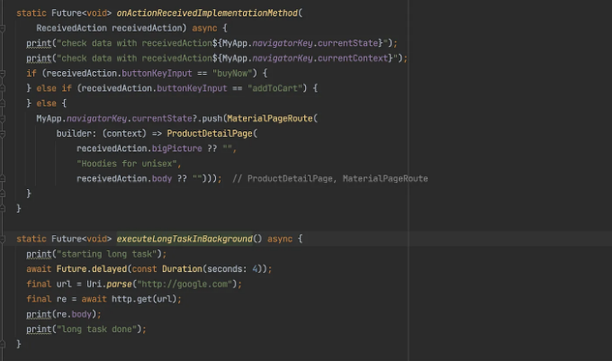 static Future<void> onActionReceivedImplementationMethod(
ReceivedAction receivedAction) async {
print("check data with receivedAction${MyApp.navigatorKey.currentState}");
print("check data with receivedAction${MyApp.navigatorKey.currentContext}");
if (receivedAction.buttonKeyInput == "buyNow") {
} else if (receivedAction.buttonKeyInput == "addToCart") {
} else {
MyApp.navigatorKey.currentState?.push(MaterialPageRoute(
builder: (context) => ProductDetailPage(
receivedAction.bigPicture ?? "",
"Hoodies for unisex",
receivedAction.body ?? "")));  // ProductDetailPage, MaterialPageRoute
}
}
static Future<void> executeLongTaskInBackground() async {
print("starting long task");
await Future.delayed(const Duration(seconds: 4));
final url = Uri.parse("http://google.com");
final re = await http.get(url);
print(re.body);
print("long task done");
}